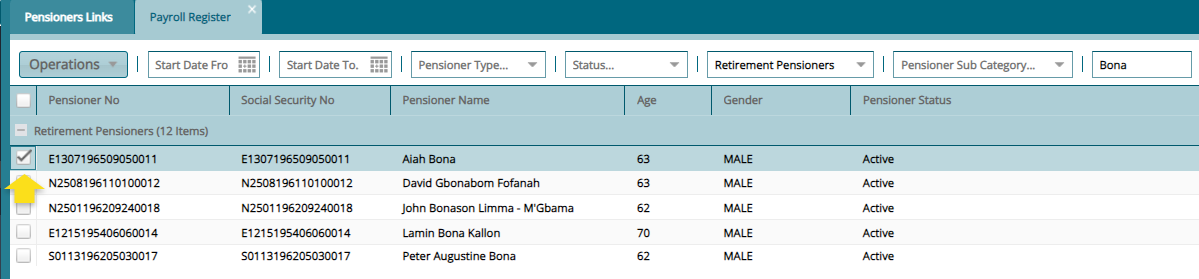 Pensioners Links Payroll Register
Operations Start Date Fro Start Date To. Pensioner Type... Status... Retirement Pensioners Pensioner Sub Category... Bona
Pensioner No Social Security No Pensioner Name Age Gender Pensioner Status
Retirement Pensioners (12 Items)
E1307196509050011 E1307196509050011 Aiah Bona 63 MALE Active
N2508196110100012 N2508196110100012 David Gbonabom Fofanah 63 MALE Active
N2501196209240018 N2501196209240018 John Bonason Limma - M'Gbama 62 MALE Active
E1215195406060014 E1215195406060014 Lamin Bona Kallon 70 MALE Active
S0113196205030017 S0113196205030017 Peter Augustine Bona 62 MALE Active